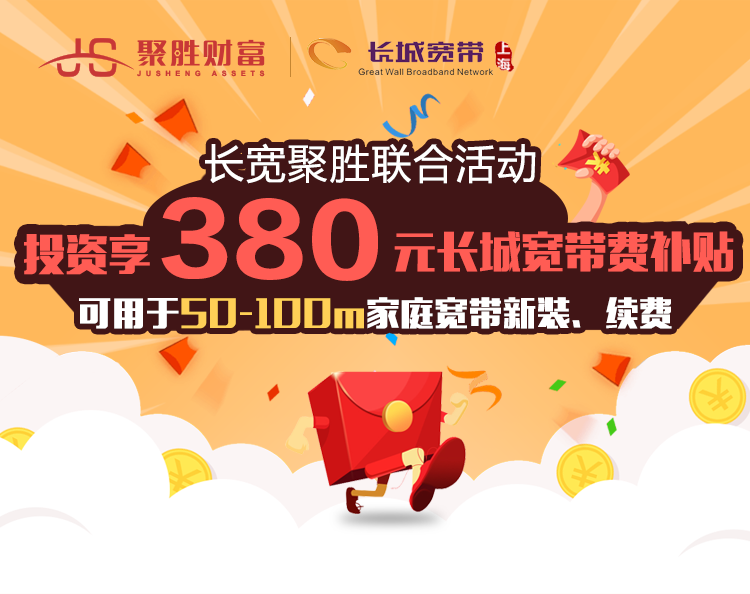 JS 聚胜财富 长城宽带 上海
JUSHENG ASSETS Great Wall Broadband Network
长宽聚胜联合活动
投资享380元长城宽带费补贴
可用于50-100m家庭宽带新装、续费
¥
¥
¥
¥